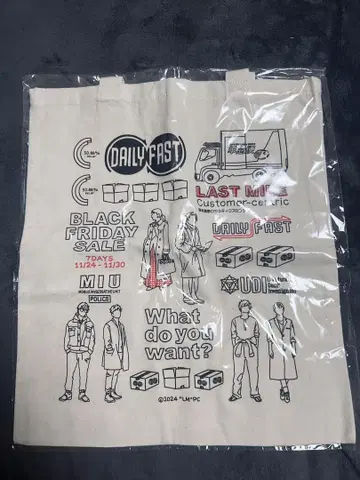 DAILY FAST
LAST MILE
Customer-centric
BLACK
FRIDAY
SALE
7DAYS
11/24 - 11/30
DAILY FAST
MIU
POLICE
UDI
What
do you
want?
©2024 "LM"PC